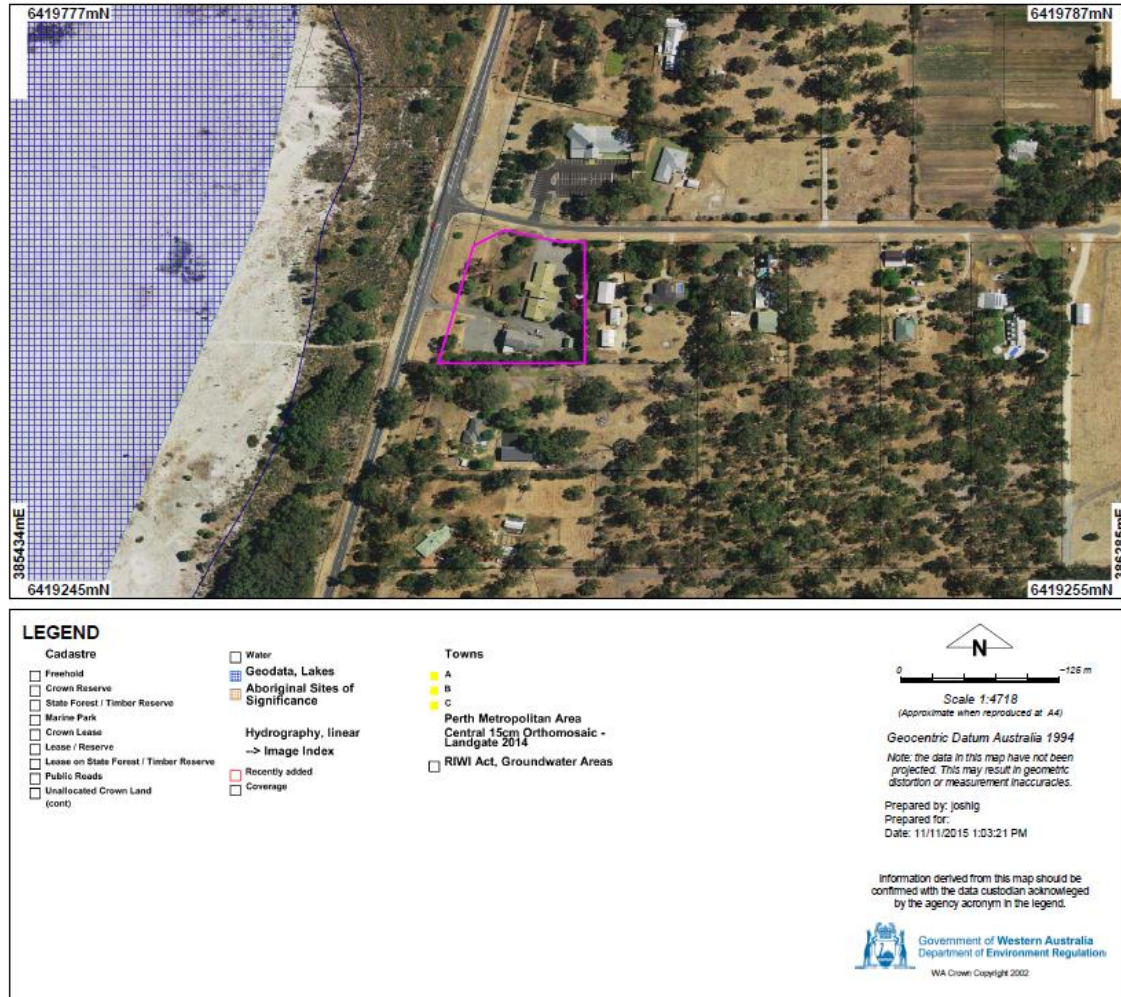 6419777mN
6419787mN
385434mE
386285mE
6419245mN
6419255mN
LEGEND
Cadastre
Freehold
Crown Reserve
State Forest / Timber Reserve
Marine Park
Crown Lease
Lease / Reserve
Lease on State Forest / Timber Reserve
Public Roads
Unallocated Crown Land
(cont)
Water
Geodata, Lakes
Aboriginal Sites of
Significance
Hydrography, linear
--> Image Index
Recently added
Coverage
Towns
A
B
C
Perth Metropolitan Area
Central 15cm Orthomosaic -
Landgate 2014
RIWI Act, Groundwater Areas
N
0 ~126 m
Scale 1:4718
(Approximate when reproduced at A4)
Geocentric Datum Australia 1994
Note: the data in this map have not been
projected. This may result in geometric
distortion or measurement inaccuracies.
Prepared by: joshig
Prepared for:
Date: 11/11/2015 1:03:21 PM
Information derived from this map should be
confirmed with the data custodian acknowleged
by the agency acronym in the legend.
Government of Western Australia
Department of Environment Regulation
WA Crown Copyright 2002